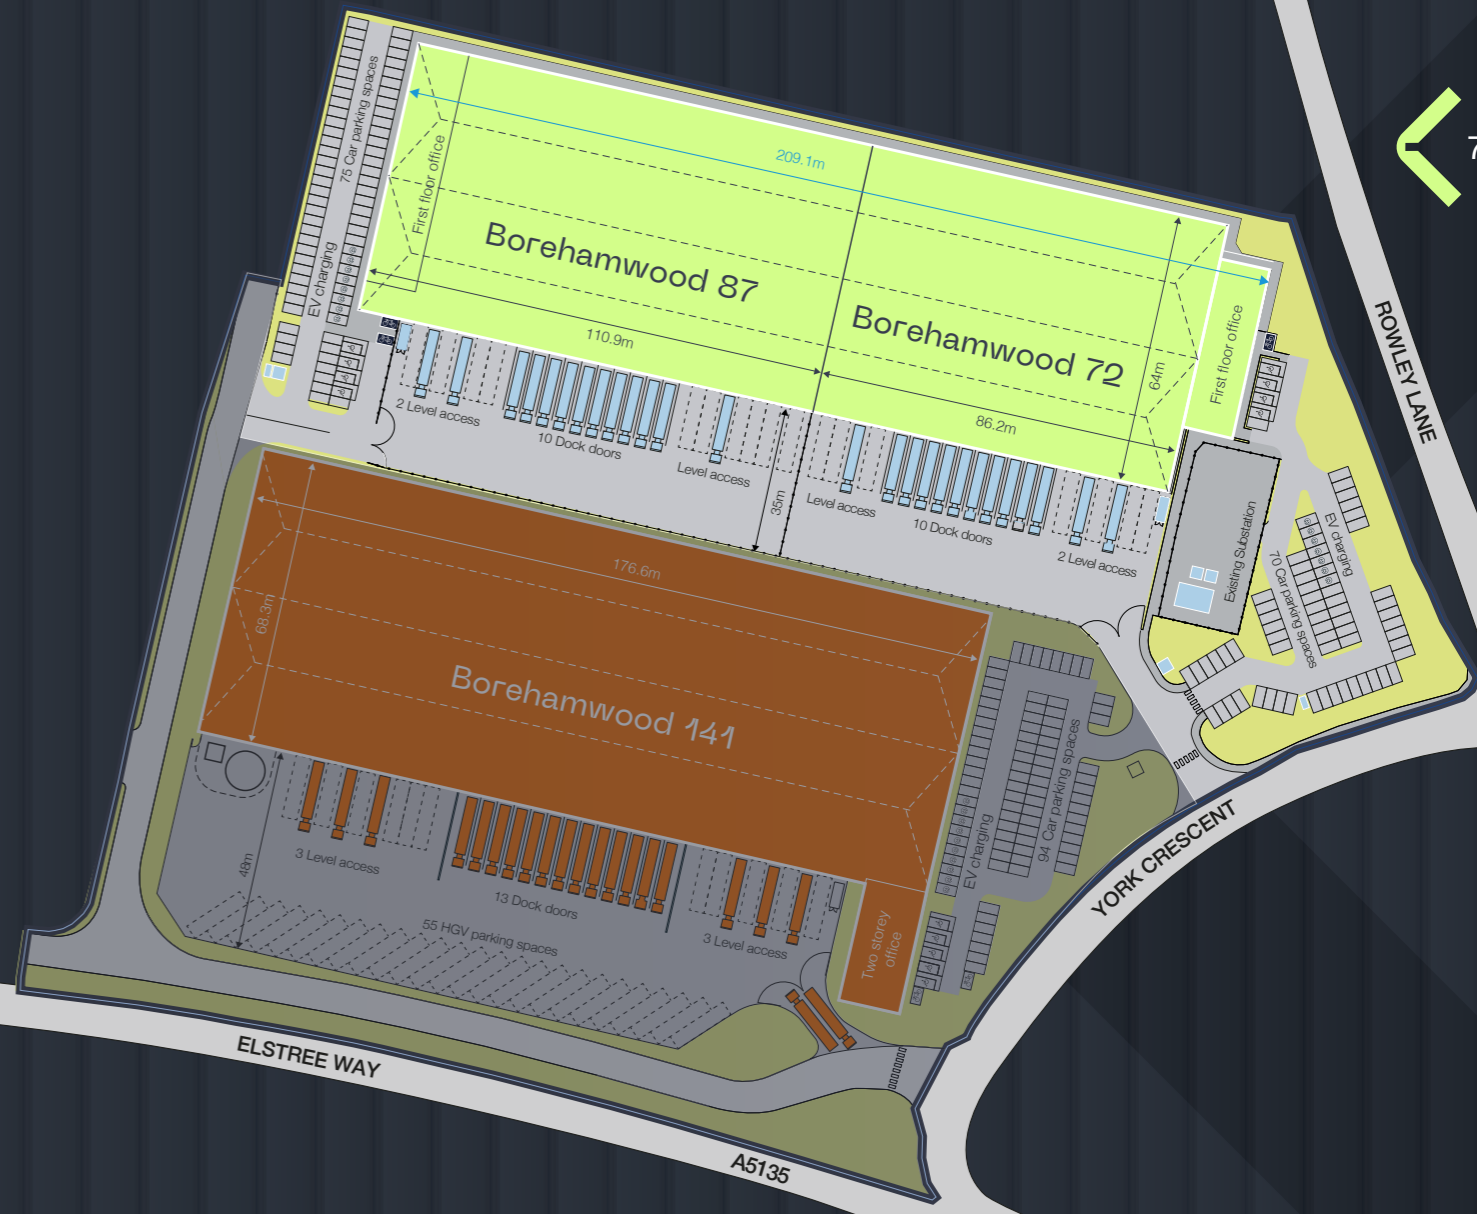 75 Car parking spaces
EV charging
First floor office
209.1m
Borehamwood 87
110.9m
Borehamwood 72
64m
86.2m
First floor office
7
ROWLEY LANE
2 Level access
10 Dock doors
Level access
35m
Level access
10 Dock doors
2 Level access
Existing Substation
EV charging
70 Car parking spaces
176.6m
68.3m
Borehamwood 141
48m
3 Level access
13 Dock doors
55 HGV parking spaces
3 Level access
Two storey
office
EV charging
94 Car parking spaces
YORK CRESCENT
ELSTREE WAY
A5135